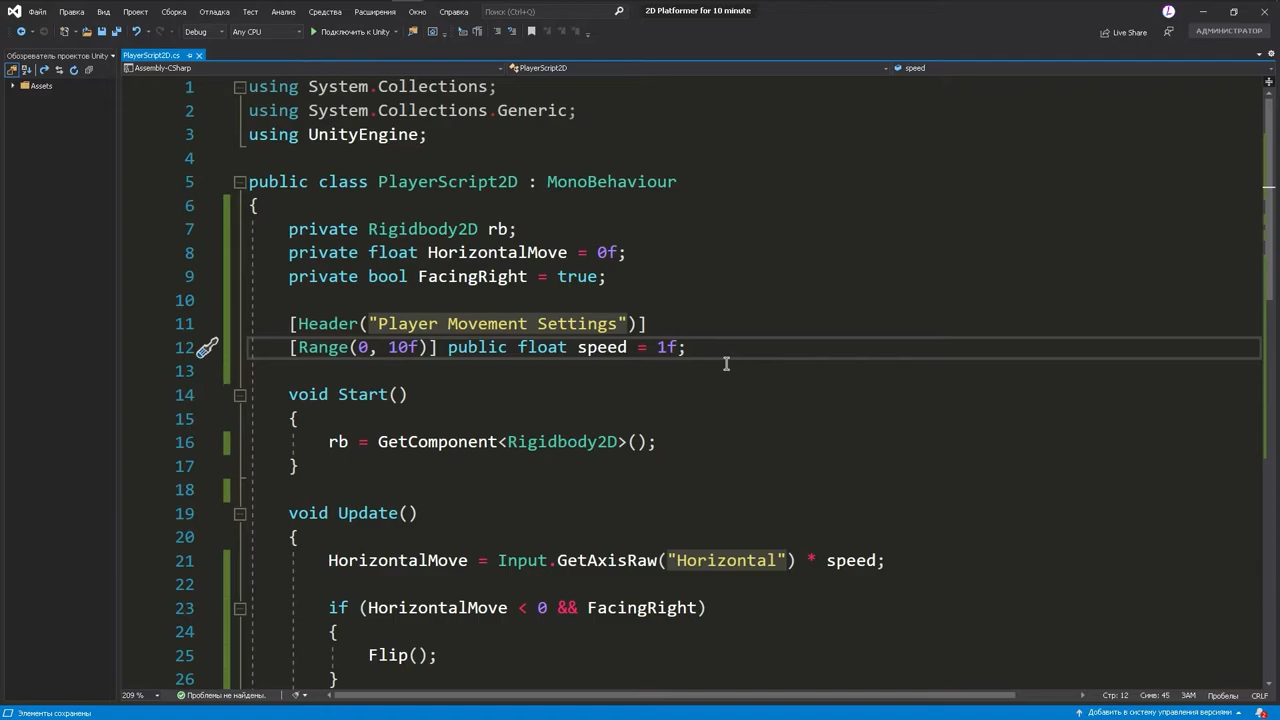 Файл Правка Вид Git Проект Сборка Отладка Тест Анализ Средства Расширения Окно Справка Поиск (Ctrl+Q) 2D Platformer for 10 minute
Debug Any CPU Подключить к Unity Live Share АДМИНИСТРАТОР
Обозреватель проектов Unity PlayerScript2D.cs
Assembly-CSharp PlayerScript2D speed
Assets
1 using System.Collections;
2 using System.Collections.Generic;
3 using UnityEngine;
4
5 public class PlayerScript2D : MonoBehaviour
6 {
7 private Rigidbody2D rb;
8 private float HorizontalMove = 0f;
9 private bool FacingRight = true;
10
11 [Header("Player Movement Settings")]
12 [Range(0, 10f)] public float speed = 1f;
13
14 void Start()
15 {
16 rb = GetComponent<Rigidbody2D>();
17 }
18
19 void Update()
20 {
21 HorizontalMove = Input.GetAxisRaw("Horizontal") * speed;
22
23 if (HorizontalMove < 0 && FacingRight)
24 {
25 Flip();
26 }
209 % Проблемы не найдены. Стр: 12 Симв: 45 ЗАМ Пробелы CRLF
Элементы сохранены Добавить в систему управления версиями 2